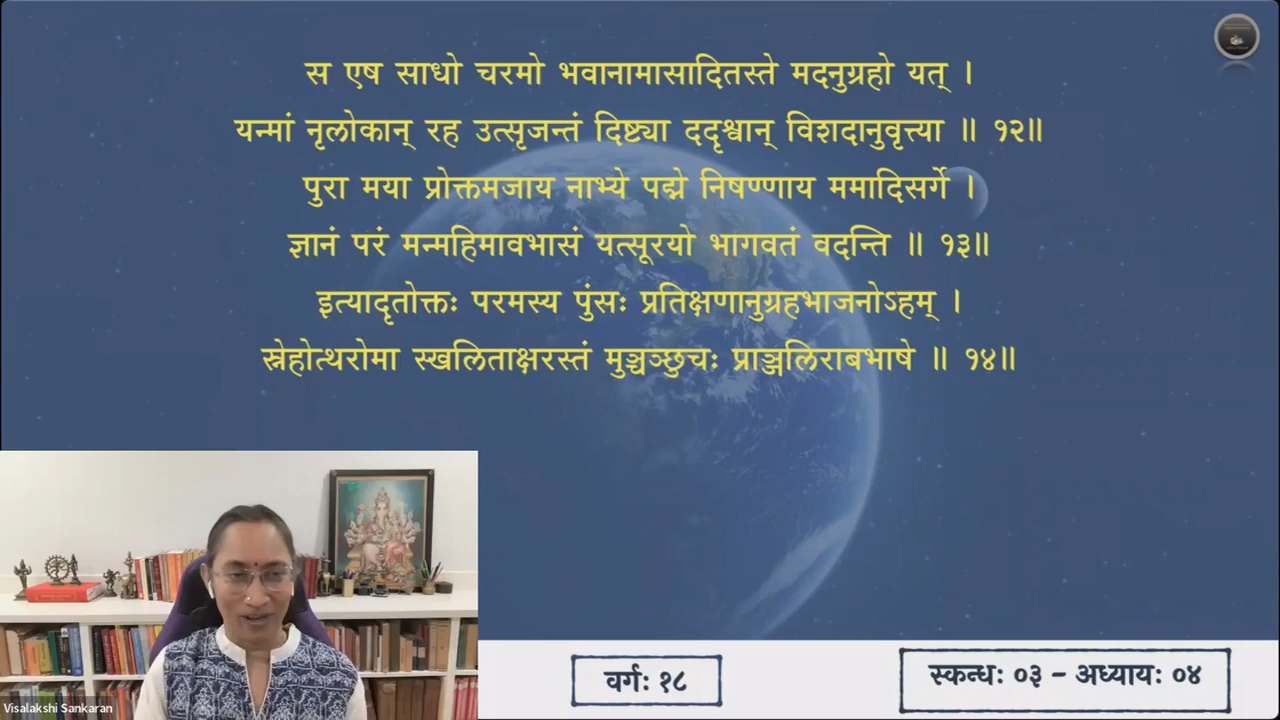 स एष साधो चरमो भवानामासादितस्ते मदनुग्रहो यत् ।
यन्मां नृलोकान् रह उत्सृजन्तं दिष्ट्या ददृश्वान् विशदानुवृत्त्या ॥ १२॥
पुरा मया प्रोक्तमजाय नाभ्ये पद्मे निषण्णाय ममादिसर्गे ।
ज्ञानं परं मन्महिमावभासं यत्सूरयो भागवतं वदन्ति ॥ १३॥
इत्यादृतोक्तः परमस्य पुंसः प्रतिक्षणानुग्रहभाजनोऽहम् ।
स्नेहोत्थरोमा स्खलिताक्षरस्तं मुञ्चञ्छुचः प्राञ्जलिराबभाषे ॥ १४॥
Visalakshi Sankaran
वर्गः १८
स्कन्धः ०३ - अध्यायः ०४